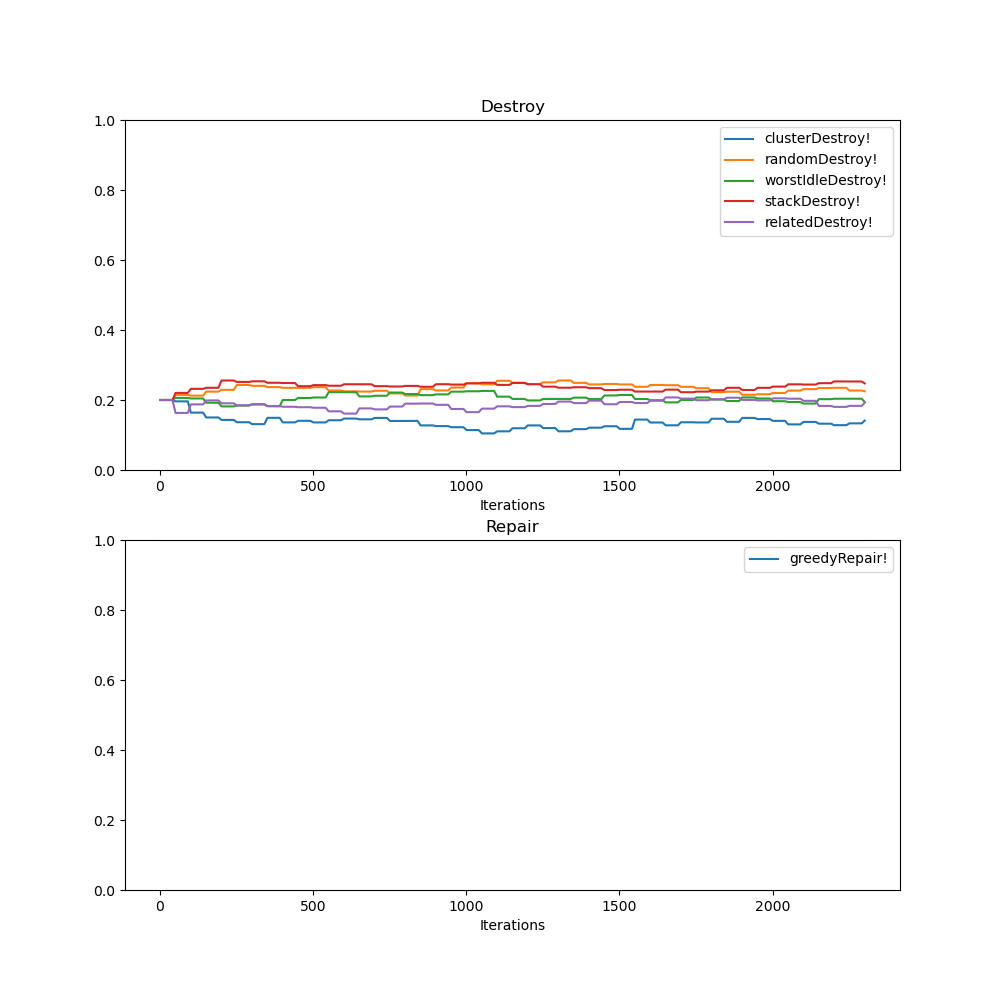 Destroy
1.0
0.8
0.6
0.4
0.2
0.0
clusterDestroy!
randomDestroy!
worstIdleDestroy!
stackDestroy!
relatedDestroy!
0 500 1000 1500 2000
Iterations
Repair
1.0
0.8
0.6
0.4
0.2
0.0
greedyRepair!
0 500 1000 1500 2000
Iterations